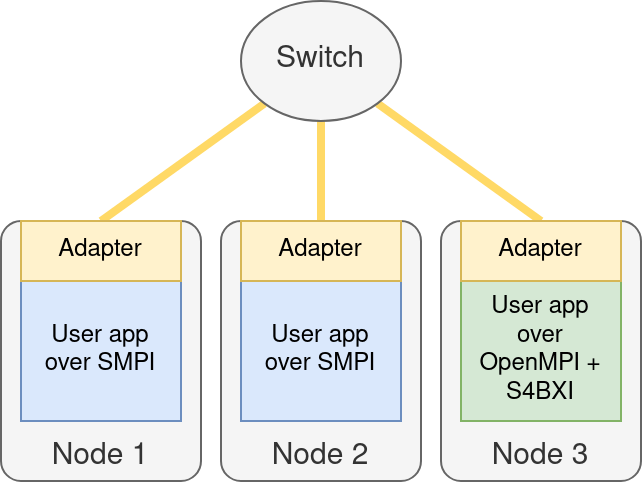 Switch
Adapter
Adapter
Adapter
User app
over SMPI
User app
over SMPI
User app
over
OpenMPI +
S4BXI
Node 1
Node 2
Node 3